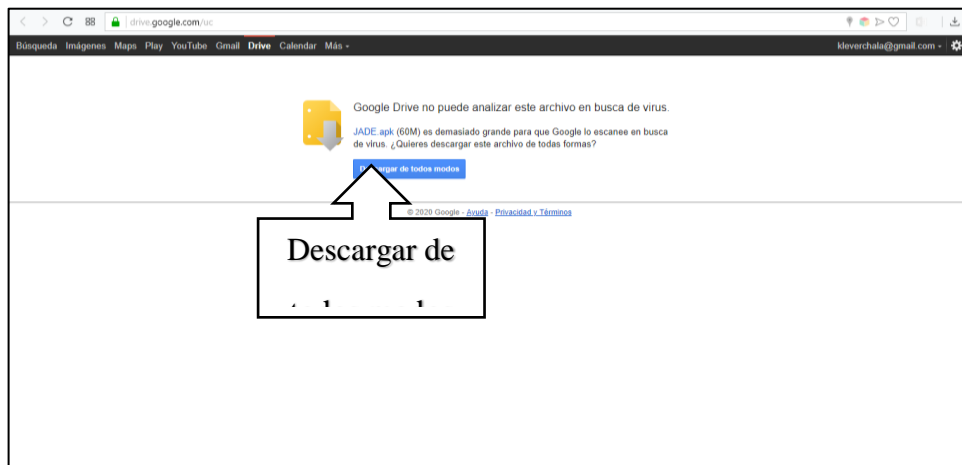 drive.google.com/uc
Búsqueda Imágenes Maps Play YouTube Gmail Drive Calendar Más
kleverchala@gmail.com
Google Drive no puede analizar este archivo en busca de virus.
JADE.apk (60M) es demasiado grande para que Google lo escanee en busca
de virus. ¿Quieres descargar este archivo de todas formas?
Descargar de todos modos
© 2020 Google - Ayuda - Privacidad y Términos
Descargar de